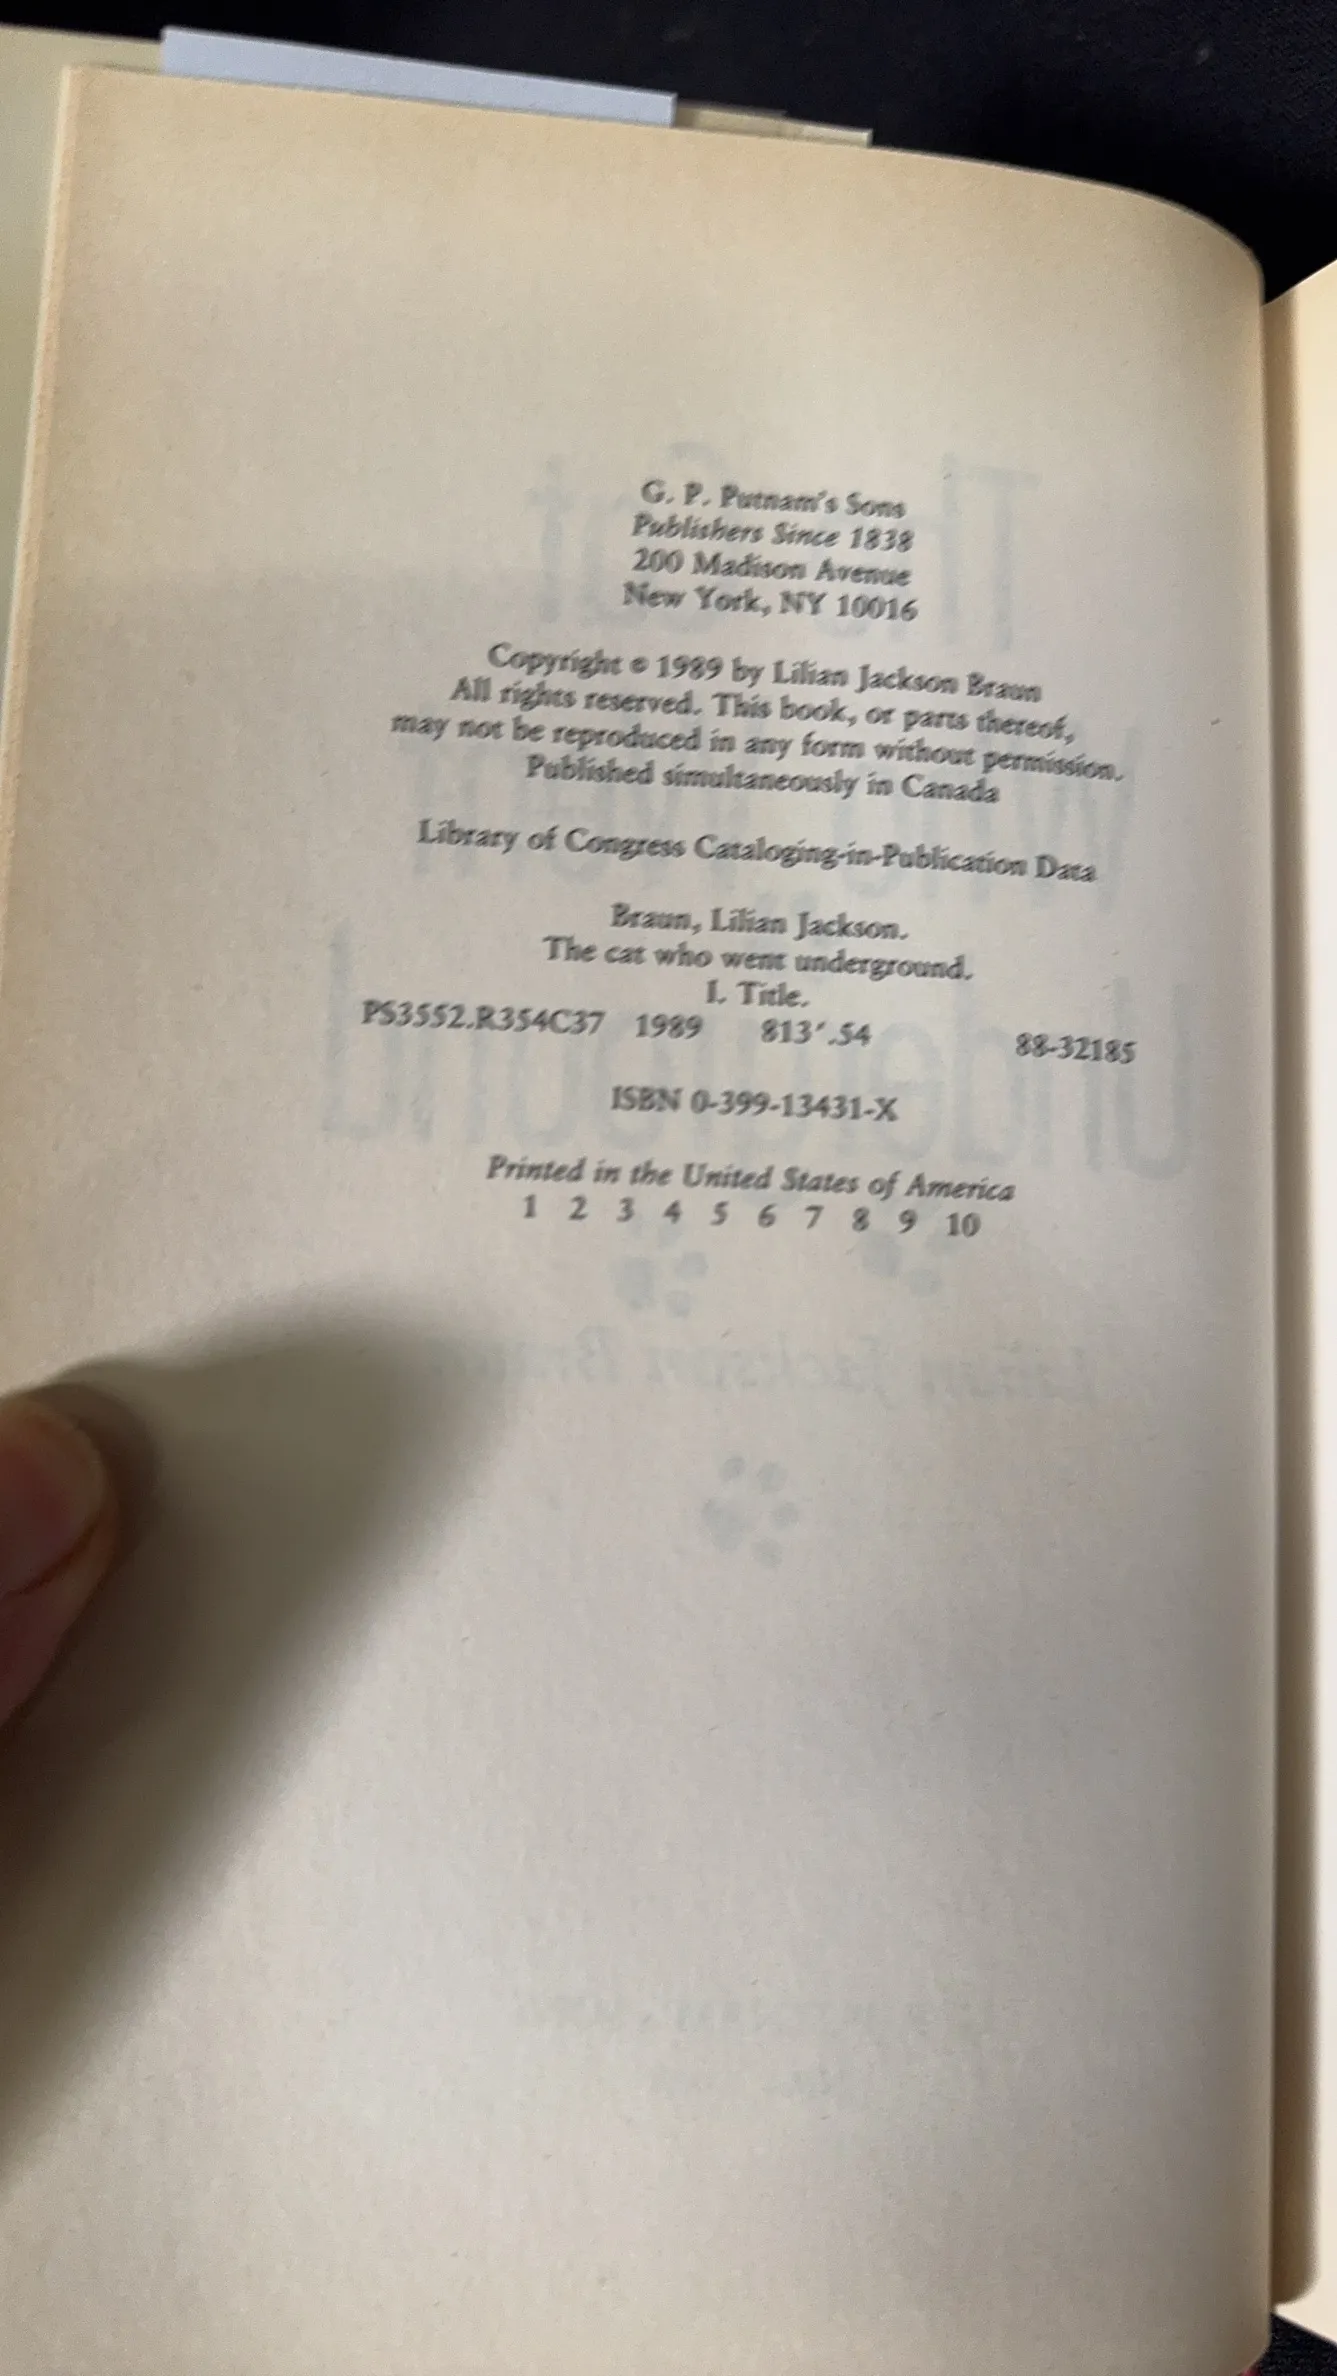 G. P. Putnam's Sons
Publishers Since 1838
200 Madison Avenue
New York, NY 10016
Copyright © 1989 by Lilian Jackson Braun
All rights reserved. This book, or parts thereof,
may not be reproduced in any form without permission.
Published simultaneously in Canada
Library of Congress Cataloging-in-Publication Data
Braun, Lilian Jackson.
The cat who went underground.
I. Title.
PS3552.R354C37 1989 813'.54 88-32185
ISBN 0-399-13431-X
Printed in the United States of America
1 2 3 4 5 6 7 8 9 10